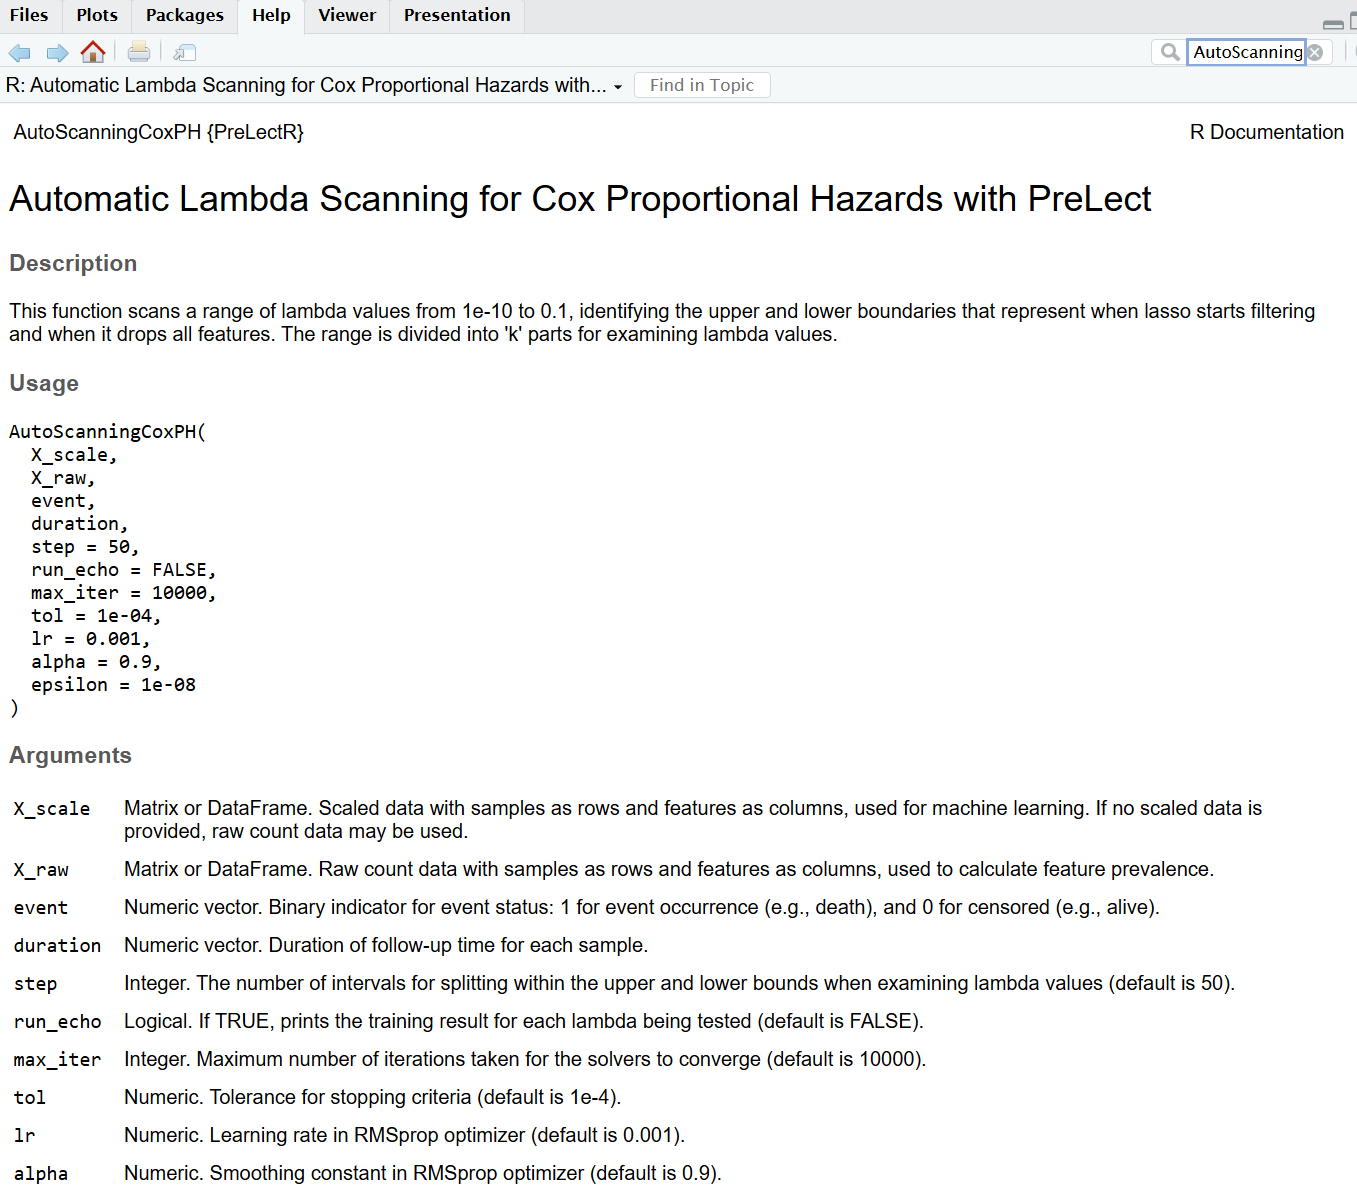 Files Plots Packages Help Viewer Presentation
AutoScanning
R: Automatic Lambda Scanning for Cox Proportional Hazards with... Find in Topic
AutoScanningCoxPH {PreLectR} R Documentation
Automatic Lambda Scanning for Cox Proportional Hazards with PreLect
Description
This function scans a range of lambda values from 1e-10 to 0.1, identifying the upper and lower boundaries that represent when lasso starts filtering
and when it drops all features. The range is divided into 'k' parts for examining lambda values.
Usage
AutoScanningCoxPH(
  X_scale,
  X_raw,
  event,
  duration,
  step = 50,
  run_echo = FALSE,
  max_iter = 10000,
  tol = 1e-04,
  lr = 0.001,
  alpha = 0.9,
  epsilon = 1e-08
)
Arguments
X_scale Matrix or DataFrame. Scaled data with samples as rows and features as columns, used for machine learning. If no scaled data is
provided, raw count data may be used.
X_raw Matrix or DataFrame. Raw count data with samples as rows and features as columns, used to calculate feature prevalence.
event Numeric vector. Binary indicator for event status: 1 for event occurrence (e.g., death), and 0 for censored (e.g., alive).
duration Numeric vector. Duration of follow-up time for each sample.
step Integer. The number of intervals for splitting within the upper and lower bounds when examining lambda values (default is 50).
run_echo Logical. If TRUE, prints the training result for each lambda being tested (default is FALSE).
max_iter Integer. Maximum number of iterations taken for the solvers to converge (default is 10000).
tol Numeric. Tolerance for stopping criteria (default is 1e-4).
lr Numeric. Learning rate in RMSprop optimizer (default is 0.001).
alpha Numeric. Smoothing constant in RMSprop optimizer (default is 0.9).